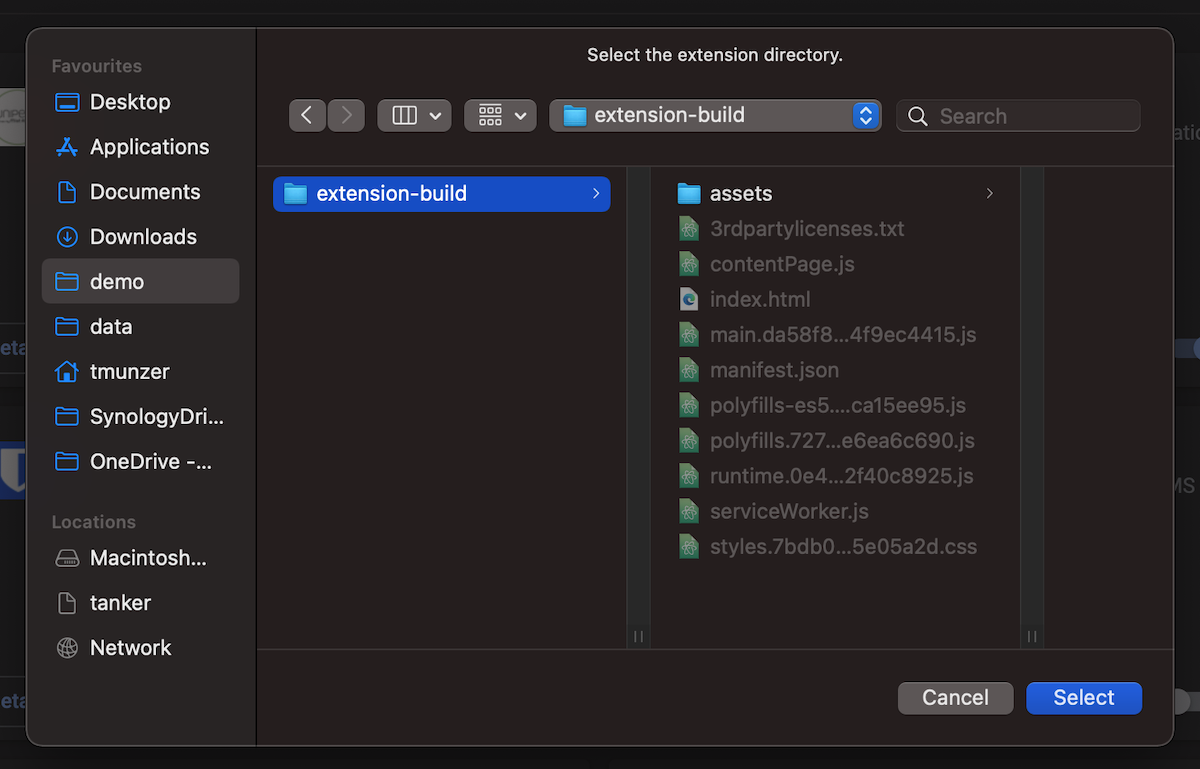 Select the extension directory.
Favourites
Desktop
Applications
Documents
Downloads
demo
data
tmunzer
SynologyDri...
OneDrive -...
Locations
Macintosh...
tanker
Network
extension-build
Search
extension-build
assets
3rdpartylicenses.txt
contentPage.js
index.html
main.da58f8...4f9ec4415.js
manifest.json
polyfills-es5....ca15ee95.js
polyfills.727...e6ea6c690.js
runtime.0e4...2f40c8925.js
serviceWorker.js
styles.7bdb0...5e05a2d.css
Cancel
Select